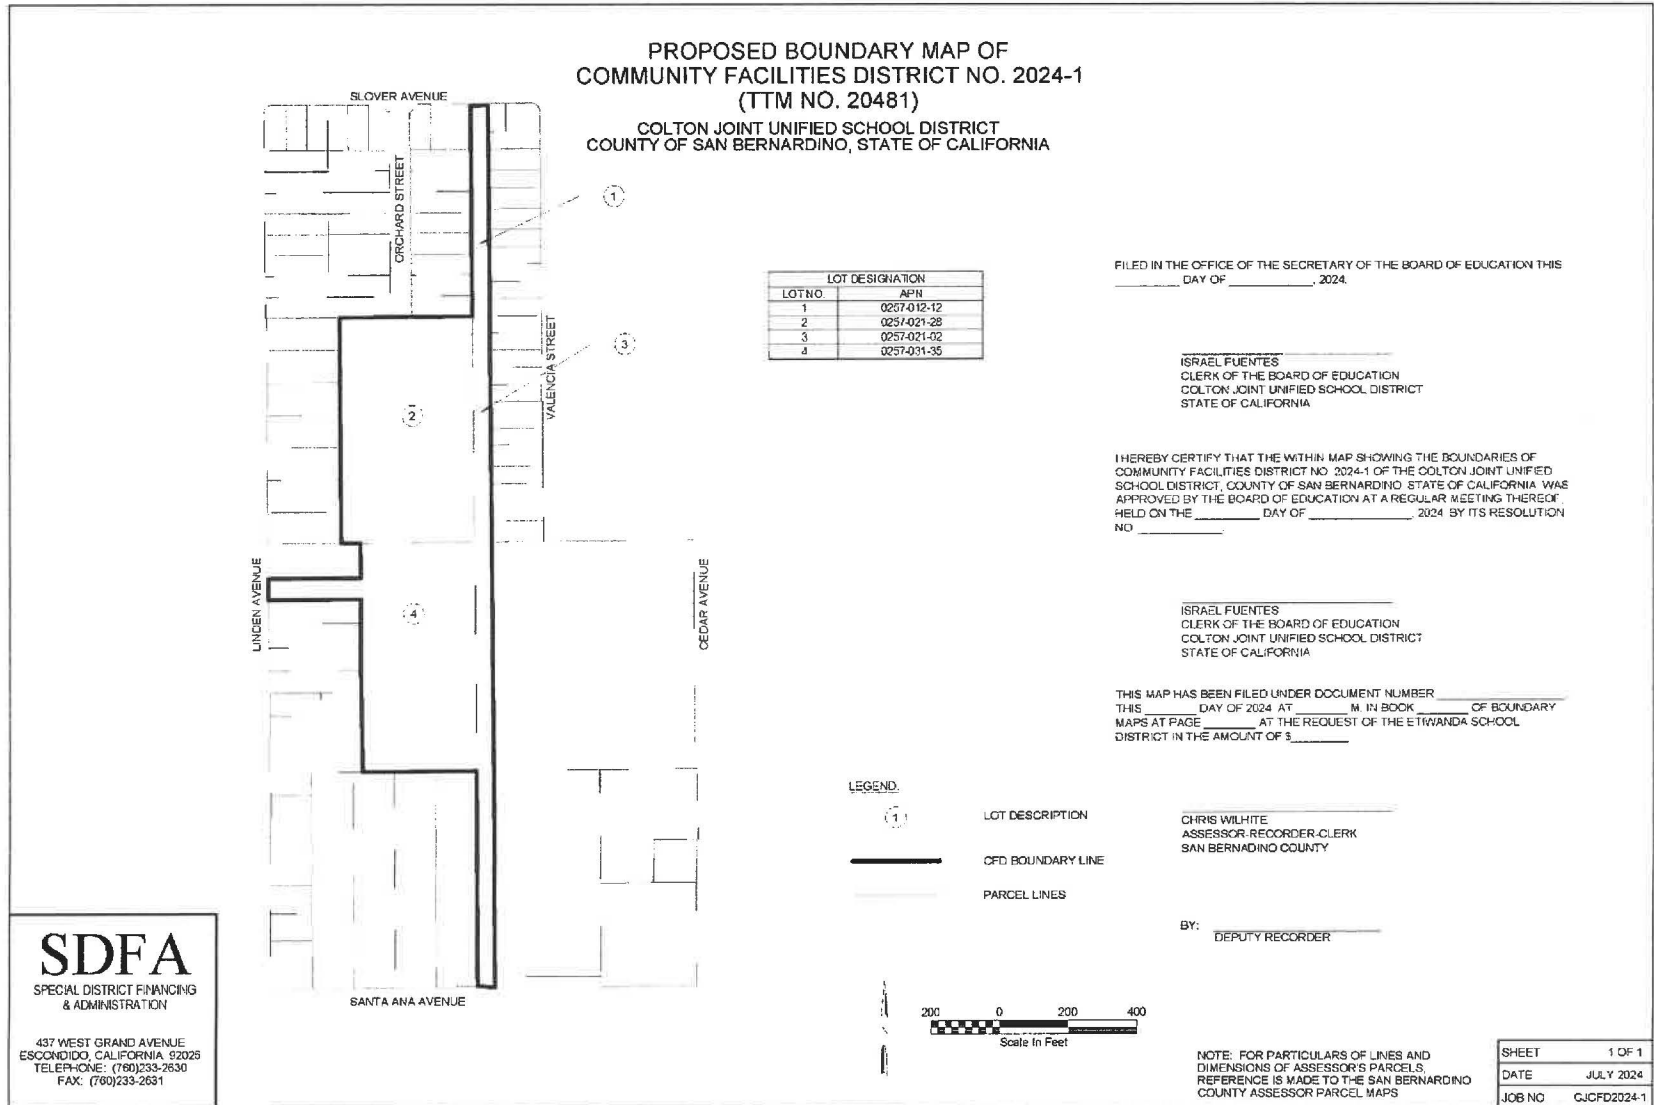 PROPOSED BOUNDARY MAP OF
COMMUNITY FACILITIES DISTRICT NO. 2024-1
(TTM NO. 20481)
COLTON JOINT UNIFIED SCHOOL DISTRICT
COUNTY OF SAN BERNARDINO, STATE OF CALIFORNIA
SLOVER AVENUE
ORCHARD STREET
1
VALENCIA STREET
3
2
LINDEN AVENUE
4
CEDAR AVENUE
SANTA ANA AVENUE
LOT DESIGNATION
LOT NO. APN
1 0257-012-12
2 0257-021-28
3 0257-021-02
4 0257-031-35
FILED IN THE OFFICE OF THE SECRETARY OF THE BOARD OF EDUCATION THIS
________ DAY OF ______________, 2024.
ISRAEL FUENTES
CLERK OF THE BOARD OF EDUCATION
COLTON JOINT UNIFIED SCHOOL DISTRICT
STATE OF CALIFORNIA
I HEREBY CERTIFY THAT THE WITHIN MAP SHOWING THE BOUNDARIES OF
COMMUNITY FACILITIES DISTRICT NO. 2024-1 OF THE COLTON JOINT UNIFIED
SCHOOL DISTRICT, COUNTY OF SAN BERNARDINO STATE OF CALIFORNIA WAS
APPROVED BY THE BOARD OF EDUCATION AT A REGULAR MEETING THEREOF,
HELD ON THE ________ DAY OF _____________, 2024 BY ITS RESOLUTION
NO. __________
ISRAEL FUENTES
CLERK OF THE BOARD OF EDUCATION
COLTON JOINT UNIFIED SCHOOL DISTRICT
STATE OF CALIFORNIA
THIS MAP HAS BEEN FILED UNDER DOCUMENT NUMBER ________________
THIS ______ DAY OF 2024 AT ______ M. IN BOOK ______ OF BOUNDARY
MAPS AT PAGE ______ AT THE REQUEST OF THE ETIWANDA SCHOOL
DISTRICT IN THE AMOUNT OF $_______
CHRIS WILHITE
ASSESSOR-RECORDER-CLERK
SAN BERNADINO COUNTY
BY: ____________________
DEPUTY RECORDER
LEGEND:
1 LOT DESCRIPTION
CFD BOUNDARY LINE
PARCEL LINES
200 0 200 400
Scale In Feet
SDFA
SPECIAL DISTRICT FINANCING
& ADMINISTRATION
437 WEST GRAND AVENUE
ESCONDIDO, CALIFORNIA 92025
TELEPHONE: (760)233-2630
FAX: (760)233-2631
NOTE: FOR PARTICULARS OF LINES AND
DIMENSIONS OF ASSESSOR'S PARCELS,
REFERENCE IS MADE TO THE SAN BERNARDINO
COUNTY ASSESSOR PARCEL MAPS
SHEET 1 OF 1
DATE JULY 2024
JOB NO CJCFD2024-1